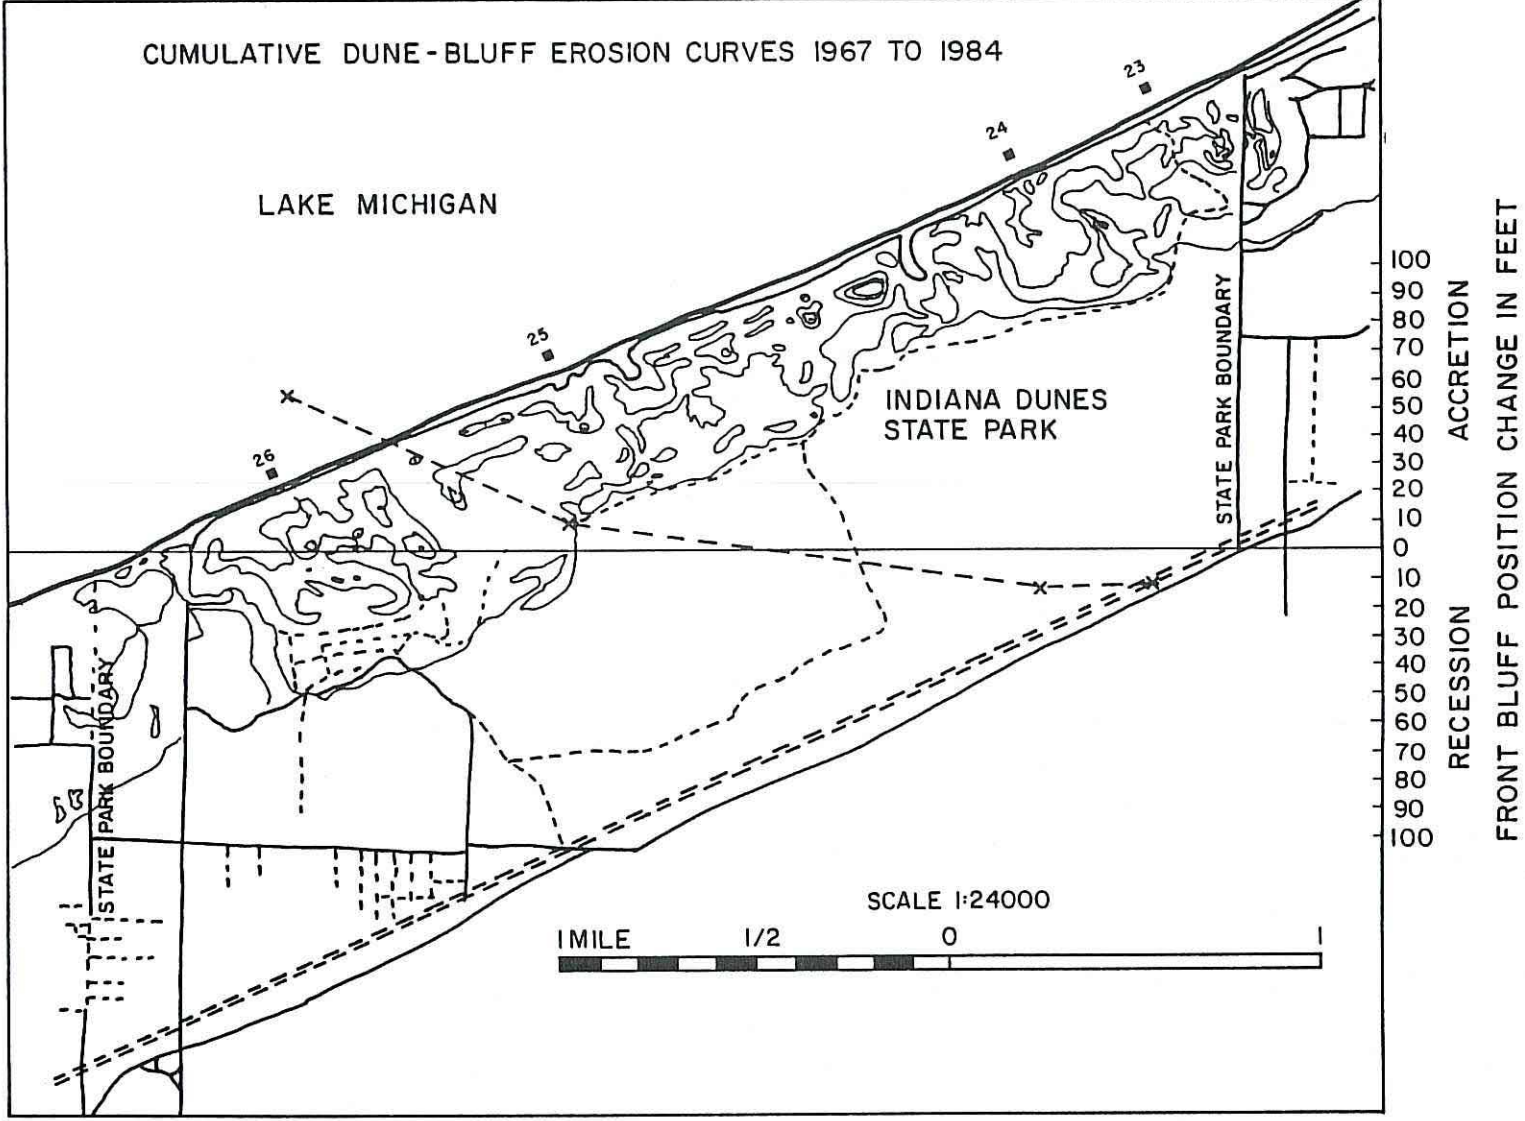 CUMULATIVE DUNE-BLUFF EROSION CURVES 1967 TO 1984
23
24
LAKE MICHIGAN
25
26
INDIANA DUNES
STATE PARK
STATE PARK BOUNDARY
STATE PARK BOUNDARY
100
90
80
70
60
50
40
30
20
10
0
10
20
30
40
50
60
70
80
90
100
ACCRETION
RECESSION
FRONT BLUFF POSITION CHANGE IN FEET
SCALE 1:24000
1 MILE 1/2 0 1